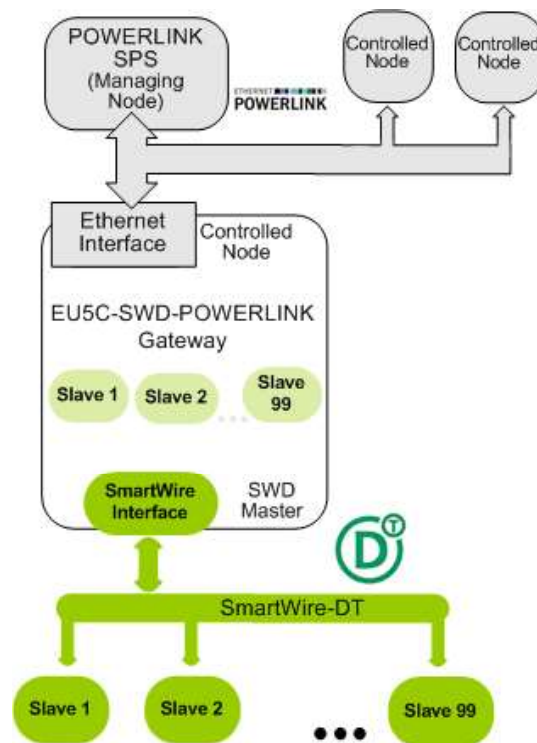 POWERLINK
SPS
(Managing
Node)
ETHERNET
POWERLINK
Controlled
Node
Controlled
Node
Ethernet
Interface
Controlled
Node
EU5C-SWD-POWERLINK
Gateway
Slave 1
Slave 2
...
Slave
99
SmartWire
Interface
SWD
Master
D T
SmartWire-DT
Slave 1
Slave 2
...
Slave 99